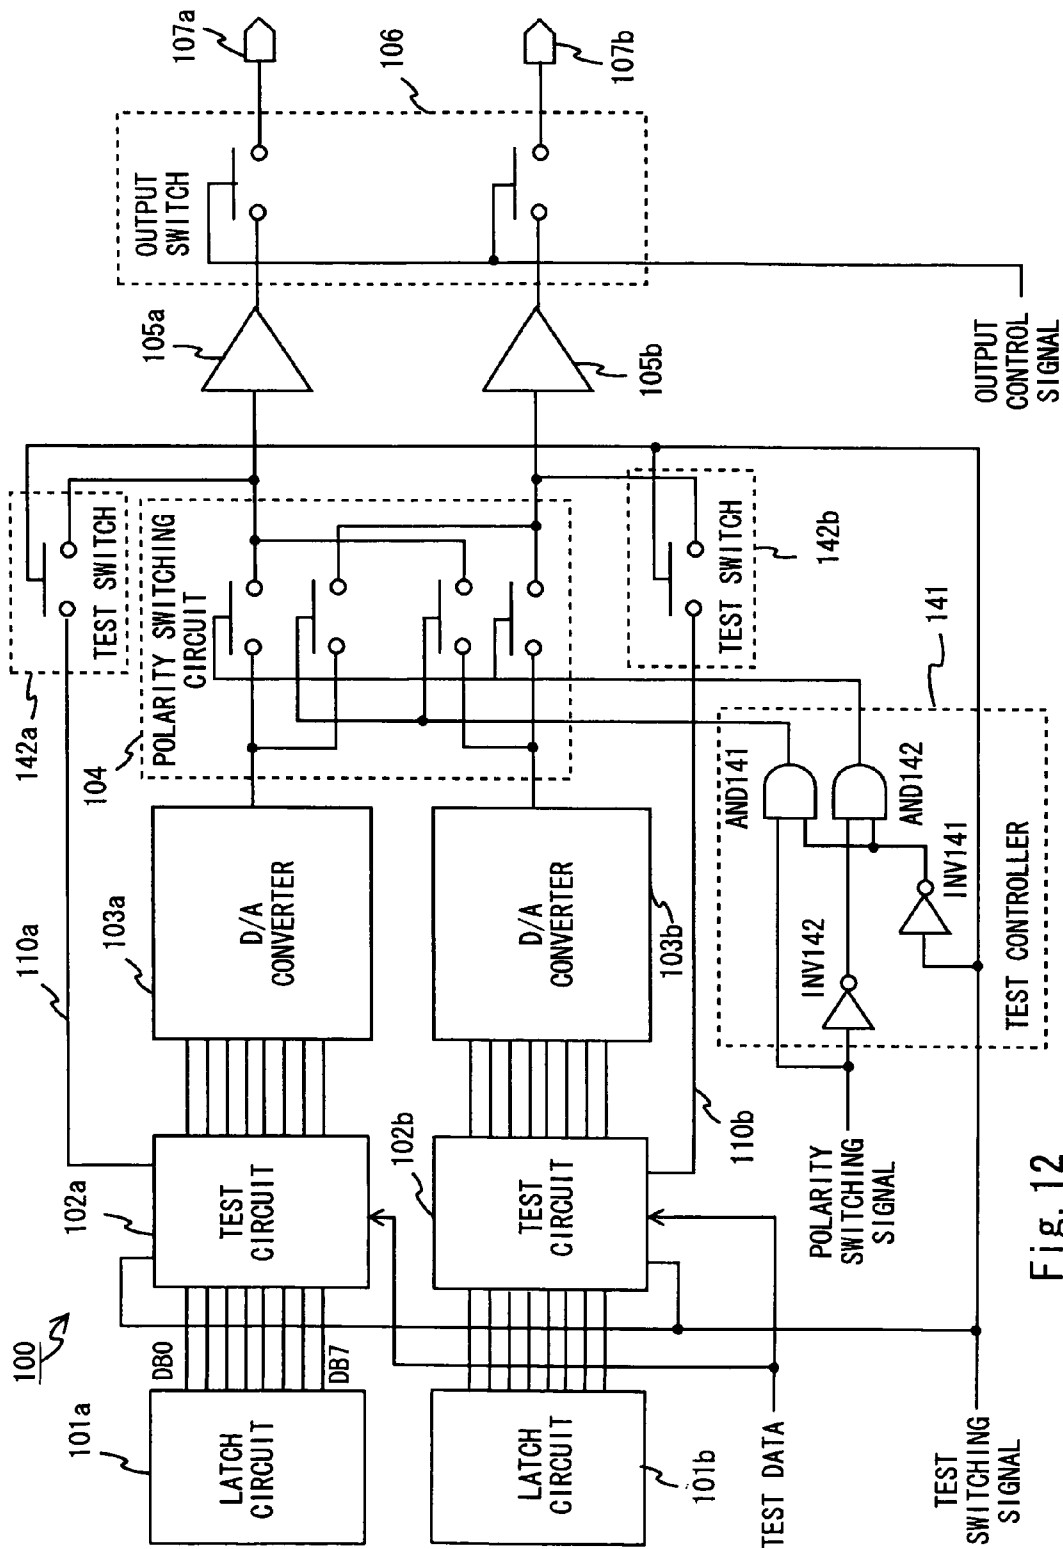 100
101a
LATCH
CIRCUIT
DB0
DB7
102a
TEST
CIRCUIT
110a
103a
D/A
CONVERTER
142a
TEST SWITCH
104
POLARITY SWITCHING
CIRCUIT
105a
OUTPUT
SWITCH
106
107a
107b
LATCH
CIRCUIT
101b
102b
TEST
CIRCUIT
110b
D/A
CONVERTER
103b
TEST SWITCH
142b
105b
TEST DATA
TEST
SWITCHING
SIGNAL
POLARITY
SWITCHING
SIGNAL
INV142
INV141
AND141
AND142
TEST CONTROLLER
141
OUTPUT
CONTROL
SIGNAL
Fig. 12